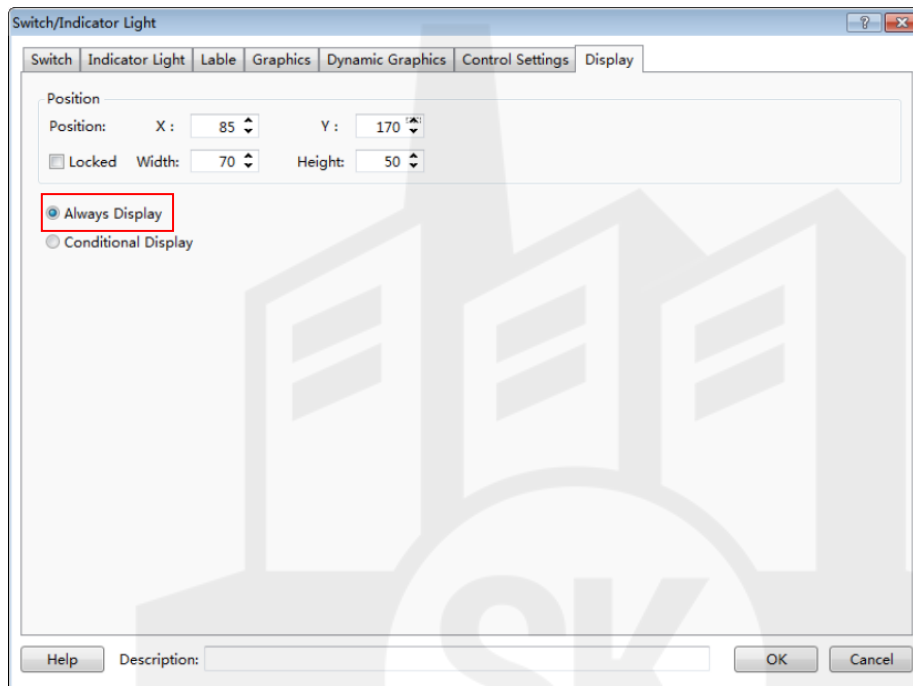 Switch/Indicator Light
Switch Indicator Light Lable Graphics Dynamic Graphics Control Settings Display
Position
Position: X : 85 Y : 170
Locked Width: 70 Height: 50
Always Display
Conditional Display
SK
Help Description: OK Cancel